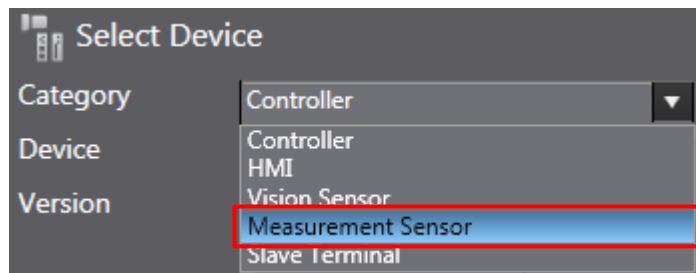 Select Device
Category
Controller
Device
Controller
HMI
Version
Vision Sensor
Measurement Sensor
Slave Terminal